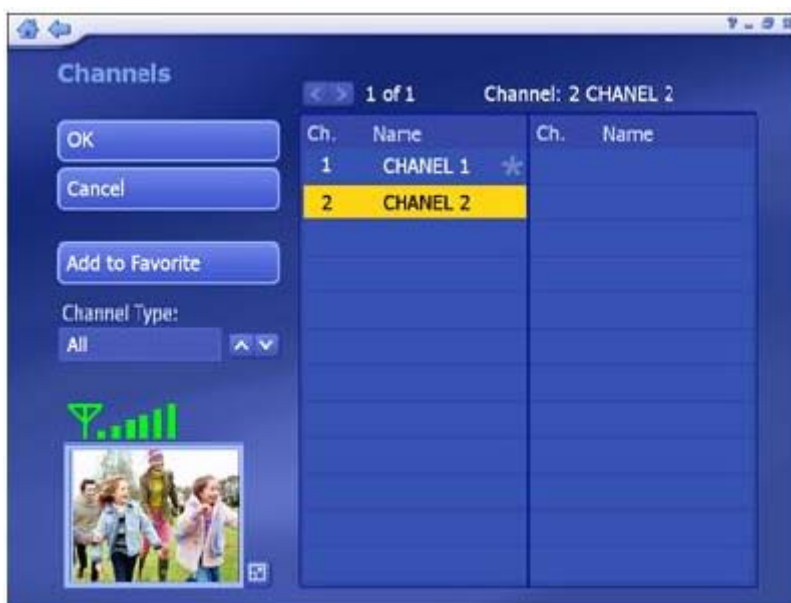 Channels
1 of 1 Channel: 2 CHANEL 2
OK
Cancel
Add to Favorite
Channel Type:
All
Ch. Name Ch. Name
1 CHANEL 1 *
2 CHANEL 2